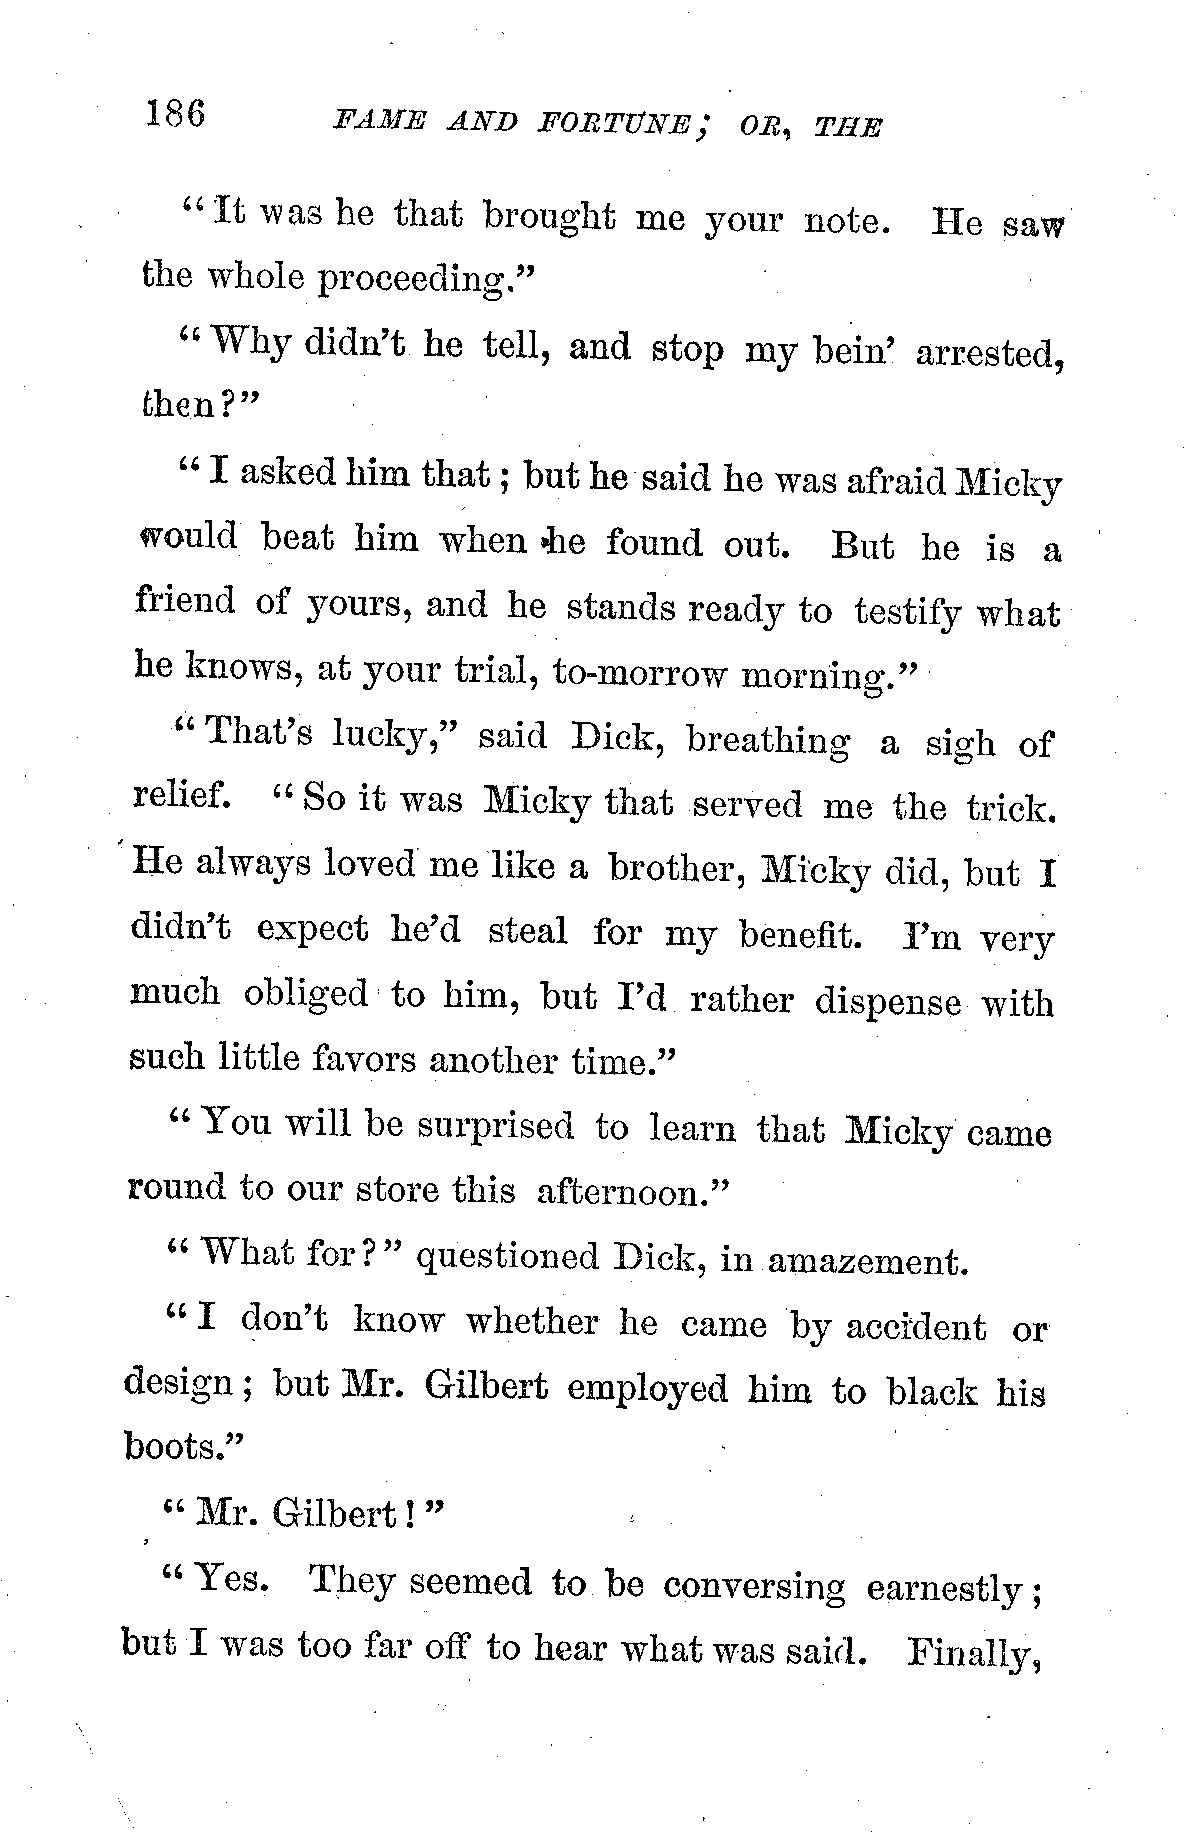 186 FAME AND FORTUNE; OR, THE
"It was he that brought me your note. He saw
the whole proceeding."
"Why didn't he tell, and stop my bein' arrested,
then?"
"I asked him that; but he said he was afraid Micky
would beat him when he found out. But he is a
friend of yours, and he stands ready to testify what
he knows, at your trial, to-morrow morning."
"That's lucky," said Dick, breathing a sigh of
relief. "So it was Micky that served me the trick.
He always loved me like a brother, Micky did, but I
didn't expect he'd steal for my benefit. I'm very
much obliged to him, but I'd rather dispense with
such little favors another time."
"You will be surprised to learn that Micky came
round to our store this afternoon."
"What for?" questioned Dick, in amazement.
"I don't know whether he came by accident or
design; but Mr. Gilbert employed him to black his
boots."
"Mr. Gilbert!"
"Yes. They seemed to be conversing earnestly;
but I was too far off to hear what was said. Finally,